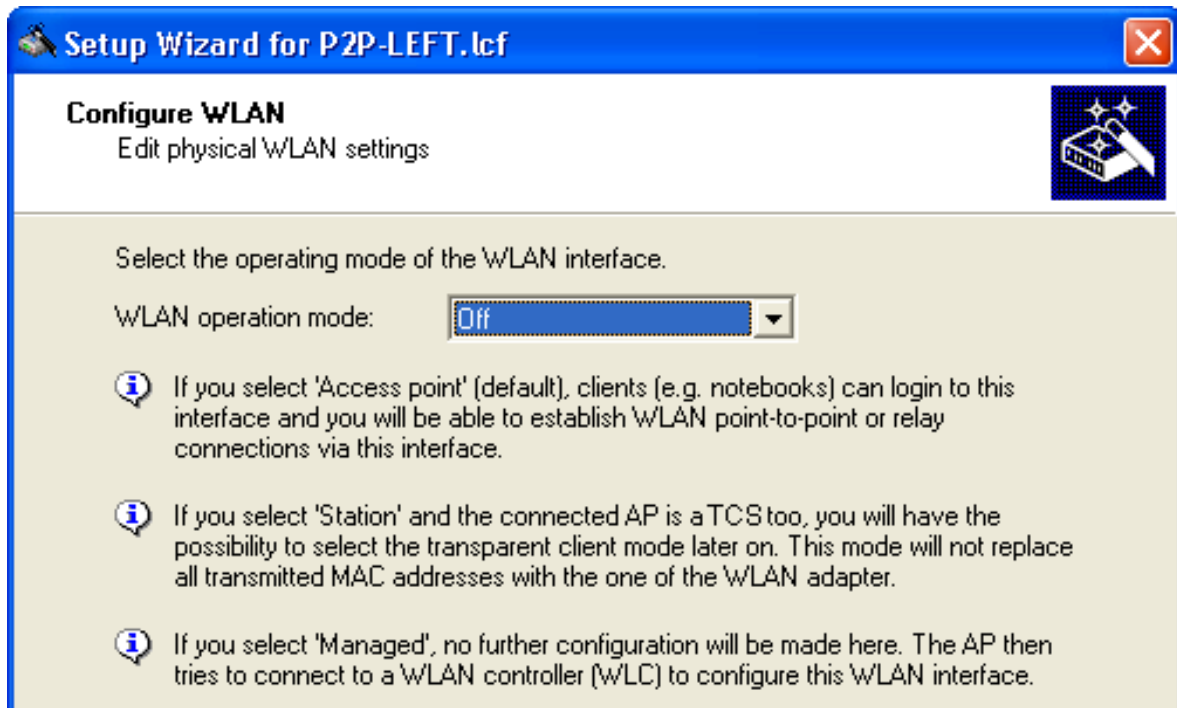 Setup Wizard for P2P-LEFT.lcf
Configure WLAN
Edit physical WLAN settings
Select the operating mode of the WLAN interface.
WLAN operation mode: Off
If you select 'Access point' (default), clients (e.g. notebooks) can login to this
interface and you will be able to establish WLAN point-to-point or relay
connections via this interface.
If you select 'Station' and the connected AP is a TCS too, you will have the
possibility to select the transparent client mode later on. This mode will not replace
all transmitted MAC addresses with the one of the WLAN adapter.
If you select 'Managed', no further configuration will be made here. The AP then
tries to connect to a WLAN controller (WLC) to configure this WLAN interface.